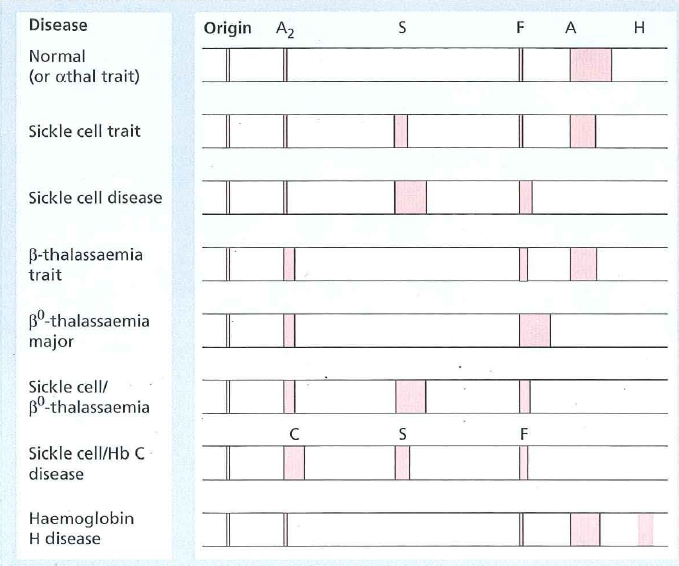 Disease Origin A2 S F A H
Normal
(or αthal trait)
Sickle cell trait
Sickle cell disease
β-thalassaemia
trait
β0-thalassaemia
major
Sickle cell/
β0-thalassaemia
C S F
Sickle cell/Hb C
disease
Haemoglobin
H disease